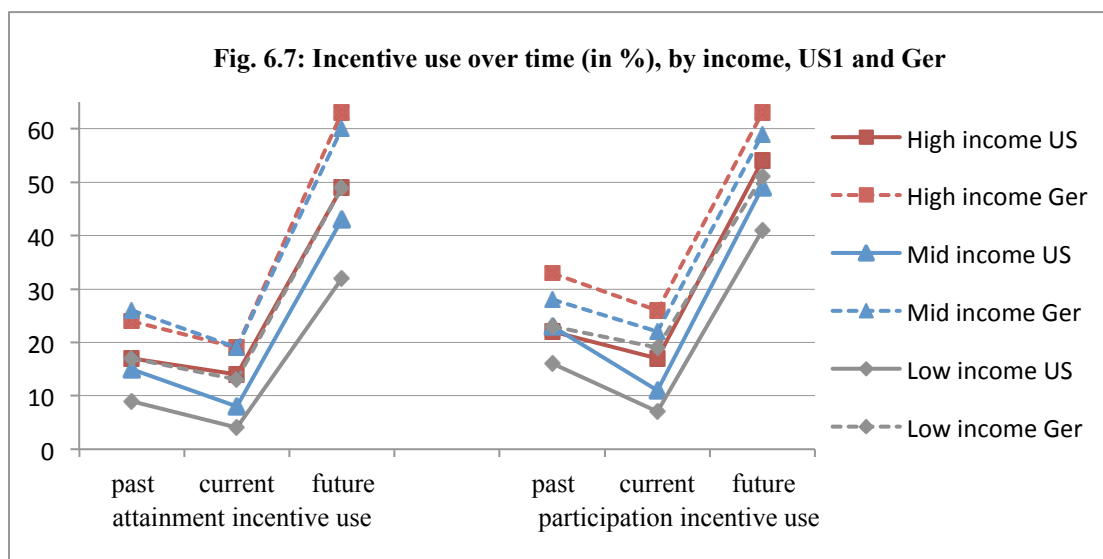 Fig. 6.7: Incentive use over time (in %), by income, US1 and Ger
60
50
40
30
20
10
0
past current future past current future
attainment incentive use participation incentive use
High income US
High income Ger
Mid income US
Mid income Ger
Low income US
Low income Ger